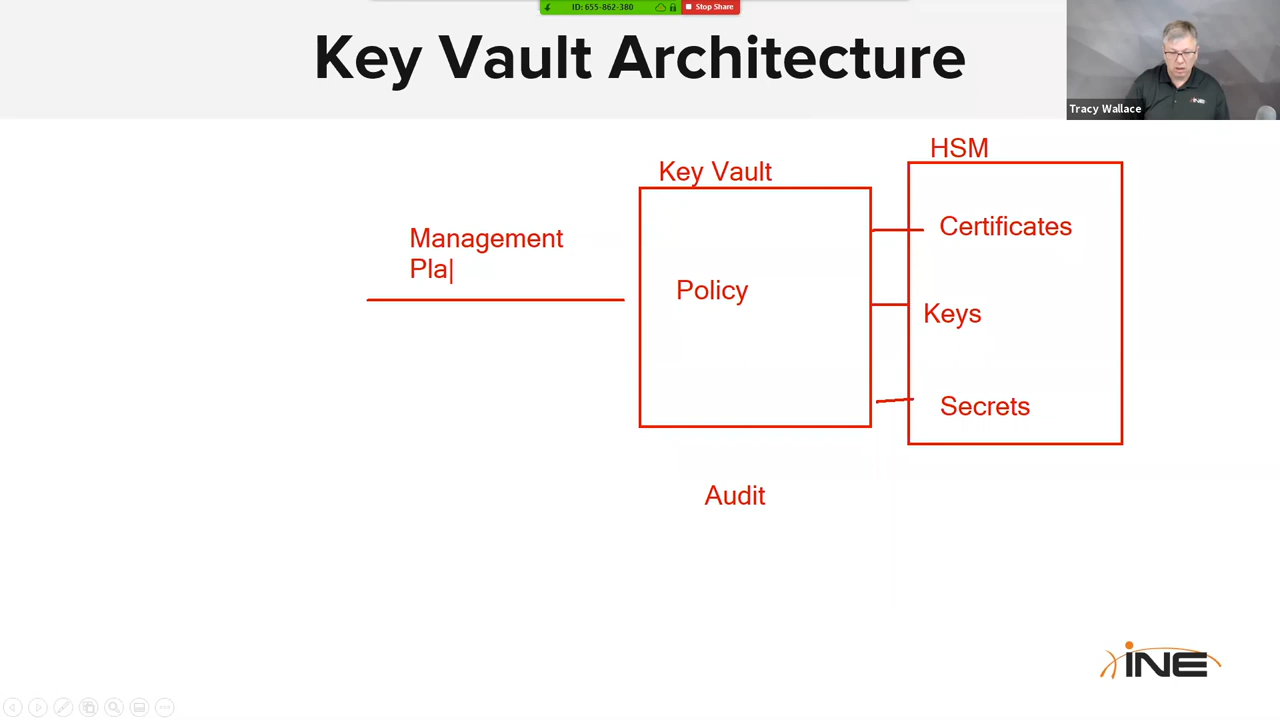 ID: 655-862-380
Stop Share
Key Vault Architecture
Tracy Wallace
HSM
Key Vault
Certificates
Management
Pla
Policy
Keys
Secrets
Audit
iNE
iNE